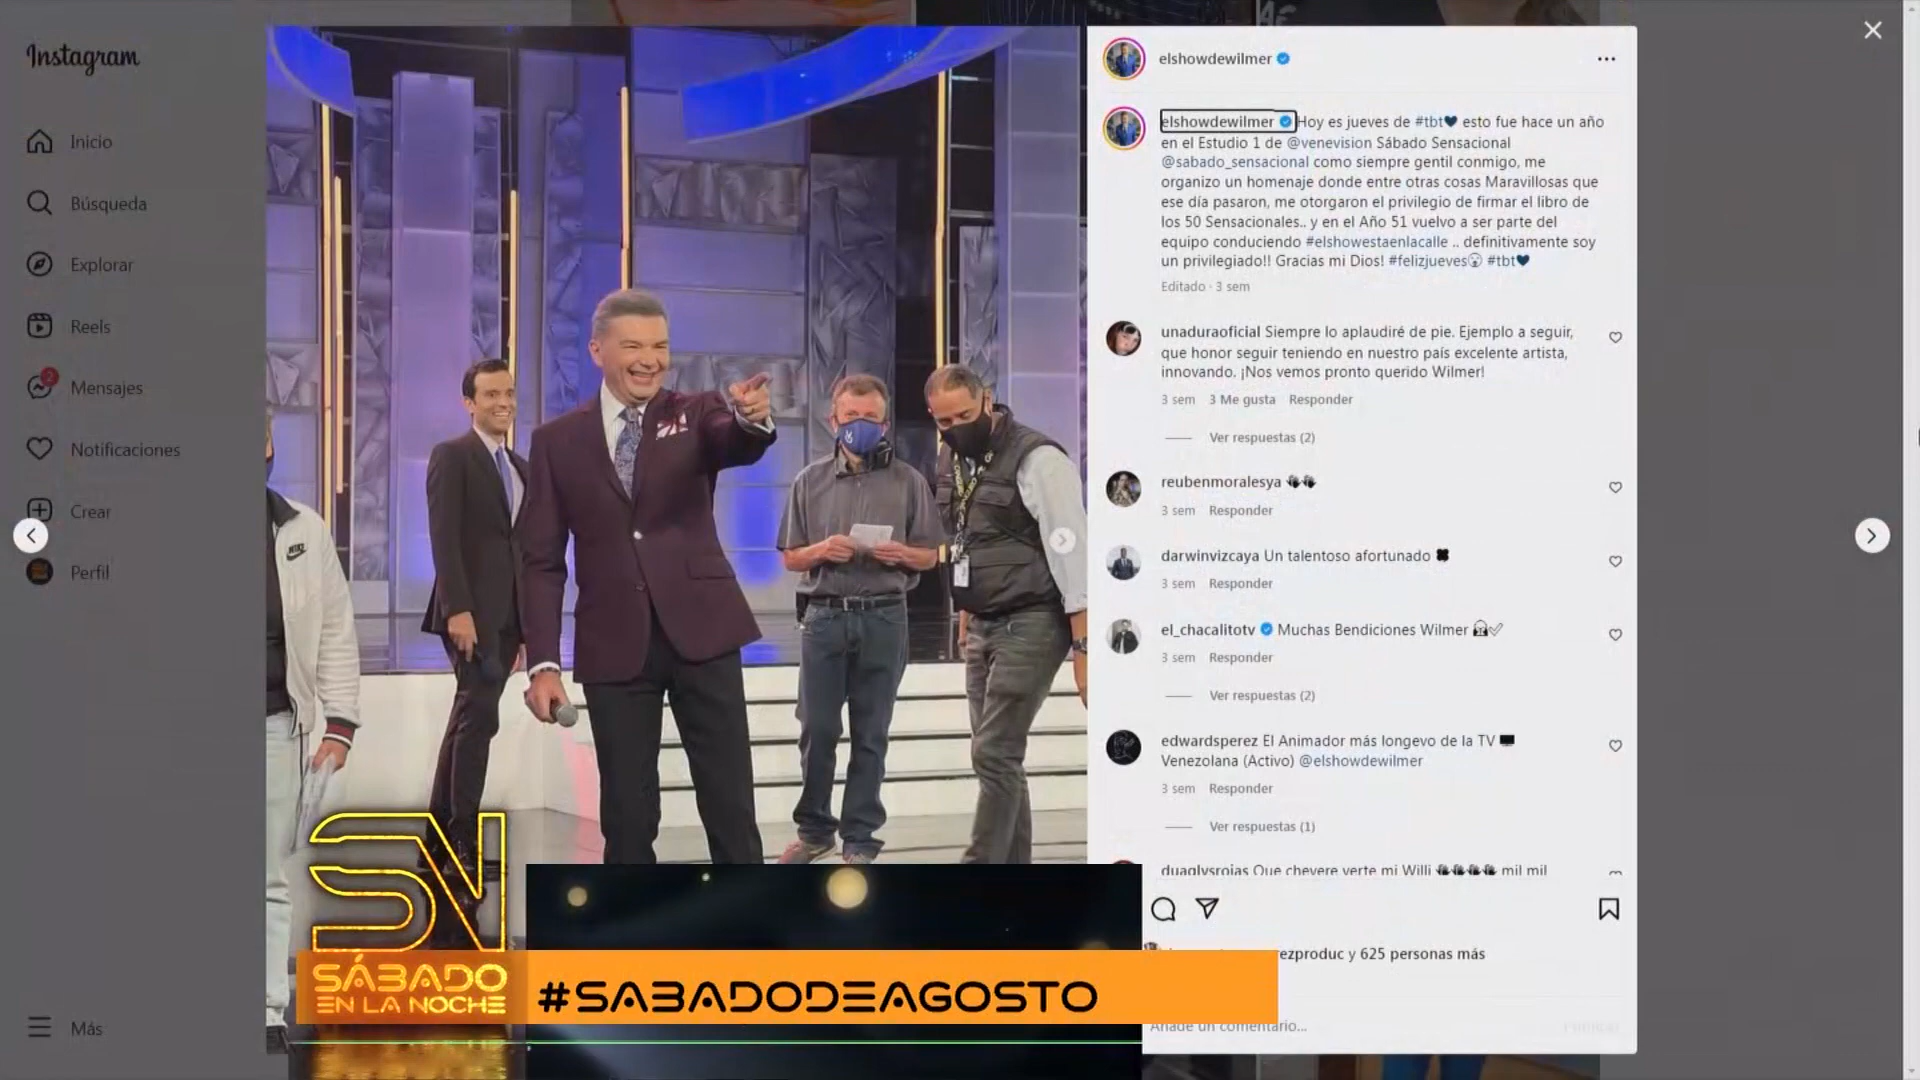 Instagram
Inicio
Búsqueda
Explorar
Reels
2
Mensajes
Notificaciones
Crear
Perfil
Más
elshowdewilmer
elshowdewilmer Hoy es jueves de #tbt🖤 esto fue hace un año
en el Estudio 1 de @venevision Sábado Sensacional
@sabado_sensacional como siempre gentil conmigo, me
organizo un homenaje donde entre otras cosas Maravillosas que
ese día pasaron, me otorgaron el privilegio de firmar el libro de
los 50 Sensacionales.. y en el Año 51 vuelvo a ser parte del
equipo conduciendo #elshowestaenlacalle .. definitivamente soy
un privilegiado!! Gracias mi Dios! #felizjueves #tbt🖤
Editado · 3 sem
unaduraoficial Siempre lo aplaudiré de pie. Ejemplo a seguir,
que honor seguir teniendo en nuestro país excelente artista,
innovando. ¡Nos vemos pronto querido Wilmer!
3 sem 3 Me gusta Responder
Ver respuestas (2)
reubenmoralesya
3 sem Responder
darwinvizcaya Un talentoso afortunado
3 sem Responder
el_chacalitotv Muchas Bendiciones Wilmer
3 sem Responder
Ver respuestas (2)
edwardsperez El Animador más longevo de la TV
Venezolana (Activo) @elshowdewilmer
3 sem Responder
Ver respuestas (1)
duaglysrojas Que chevere verte mi Willi mil mil
ezproduc y 625 personas más
Añade un comentario...
Publicar
SN
SÁBADO
EN LA NOCHE
#SABADODEAGOSTO